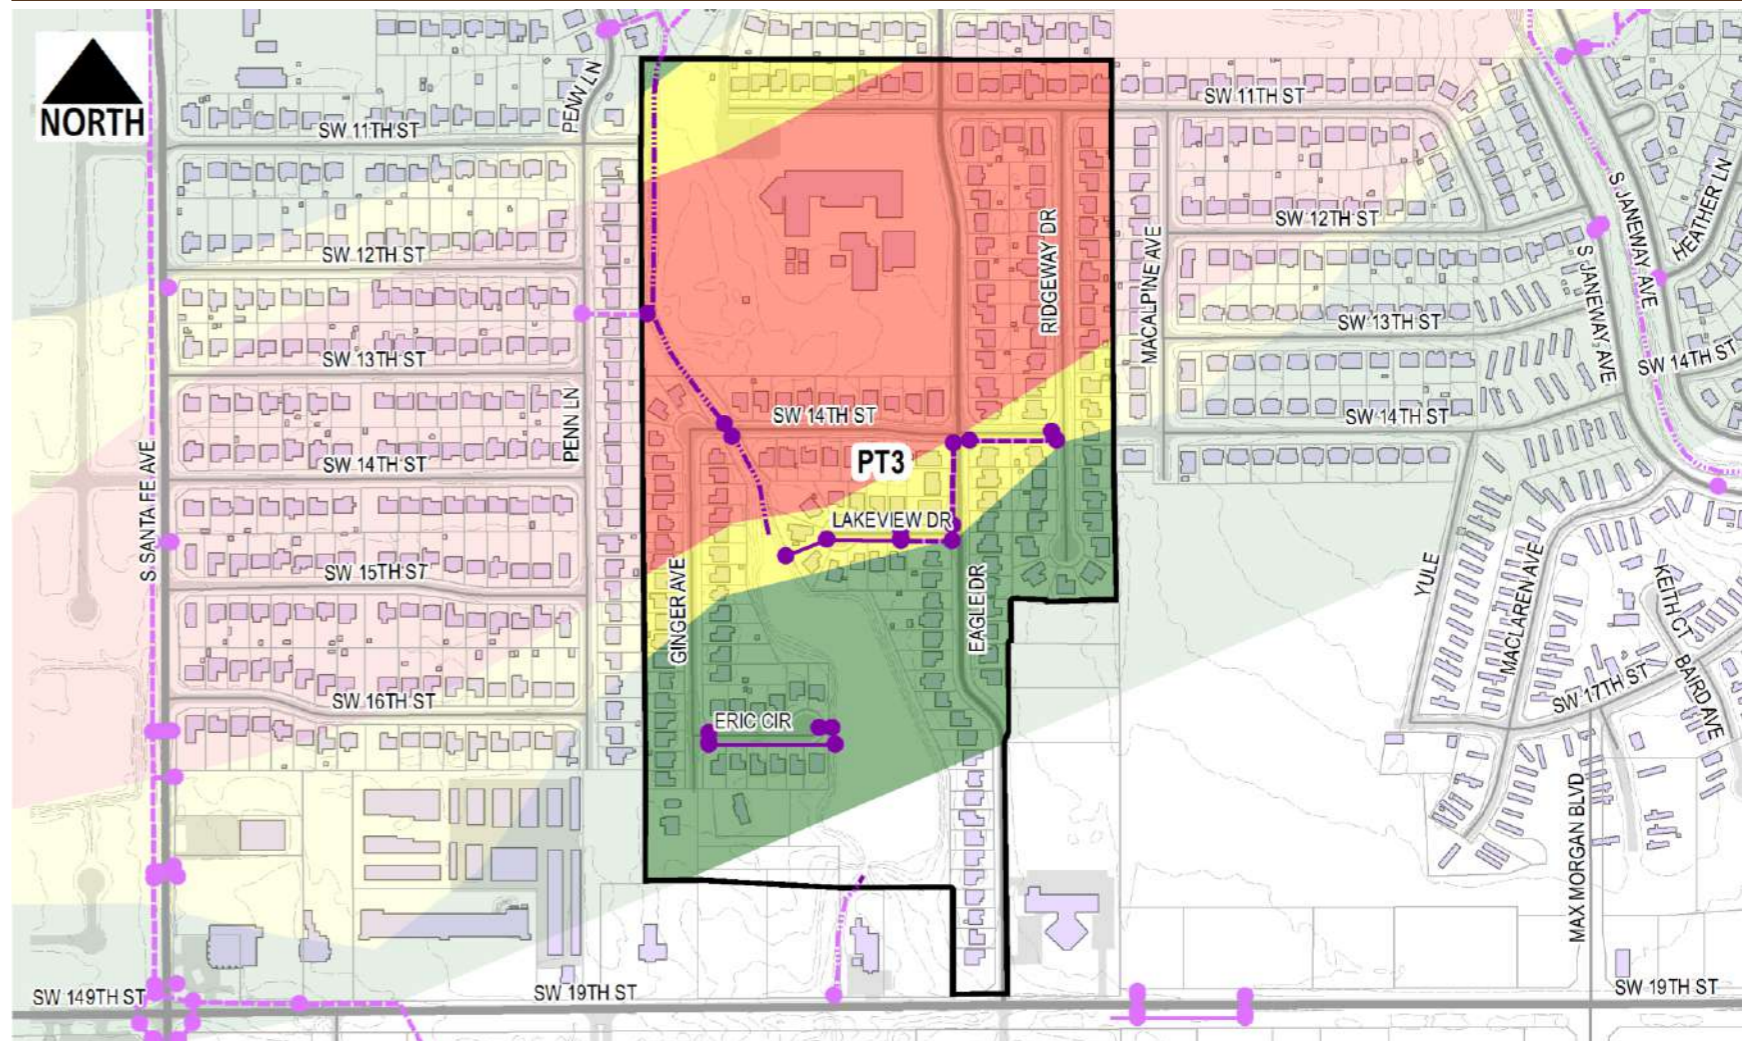 NORTH
PENN LN
SW 11TH ST
SW 11TH ST
S JANEWAY AVE
HEATHER LN
SW 12TH ST
SW 12TH ST
RIDGEWAY DR
MACALPINE AVE
S JANEWAY AVE
SW 13TH ST
SW 13TH ST
SW 14TH ST
PENN LN
SW 14TH ST
SW 14TH ST
S SANTA FE AVE
SW 14TH ST
PT3
LAKEVIEW DR
SW 15TH ST
GINGER AVE
EAGLE DR
YULE
MACLAREN AVE
KEITH CT
BAIRD AVE
SW 16TH ST
SW 17TH ST
ERIC CIR
MAX MORGAN BLVD
SW 149TH ST
SW 19TH ST
SW 19TH ST